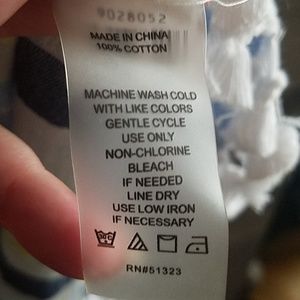 9028052
MADE IN CHINA
100% COTTON
MACHINE WASH COLD
WITH LIKE COLORS
GENTLE CYCLE
USE ONLY
NON-CHLORINE
BLEACH
IF NEEDED
LINE DRY
USE LOW IRON
IF NECESSARY
30°C
RN#51323